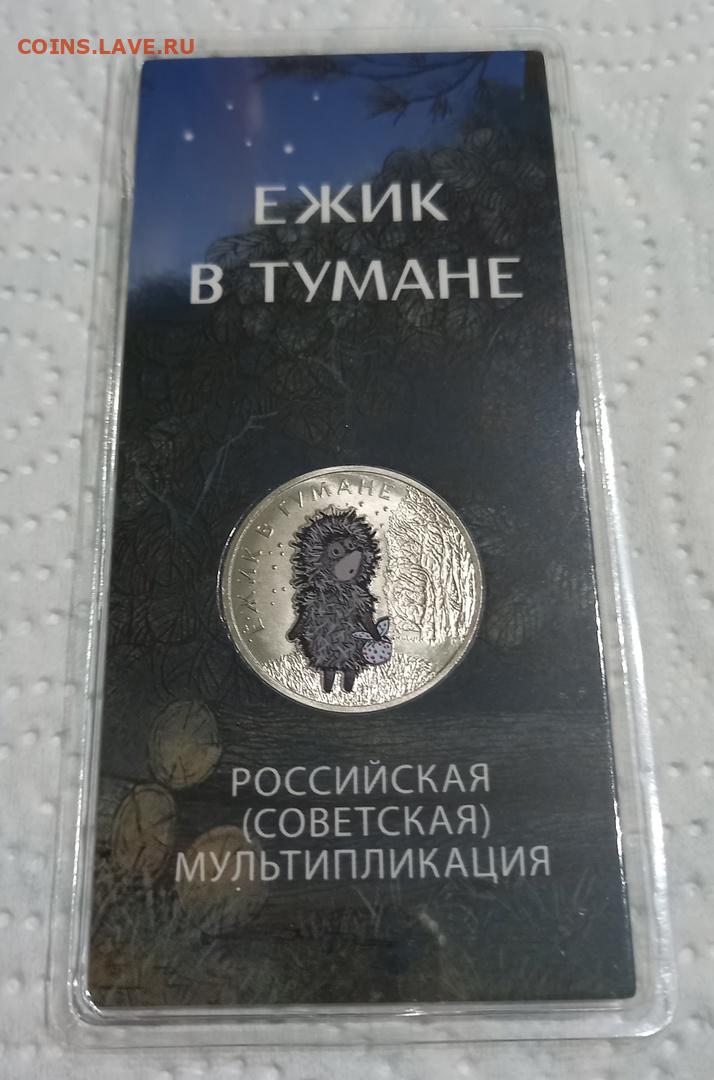 COINS.LAVE.RU
ЕЖИК
В ТУМАНЕ
ЕЖИК В ТУМАНЕ
РОССИЙСКАЯ
(СОВЕТСКАЯ)
МУЛЬТИПЛИКАЦИЯ